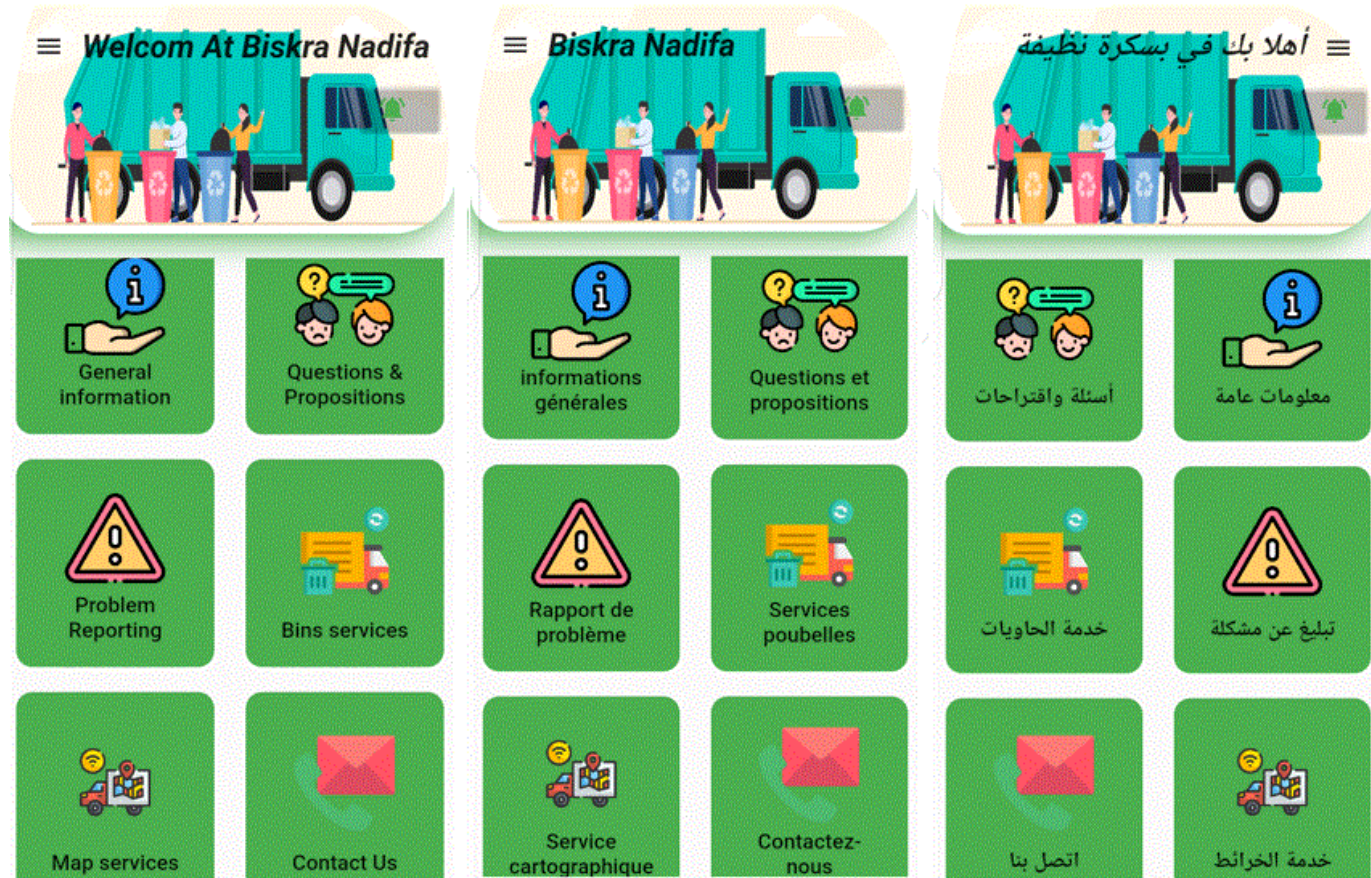 Welcom At Biskra Nadifa
General
information
Questions &
Propositions
Problem
Reporting
Bins services
Map services
Contact Us
Biskra Nadifa
informations
générales
Questions et
propositions
Rapport de
problème
Services
poubelles
Service
cartographique
Contactez-
nous
أهلا بك في بسكرة نظيفة
معلومات عامة
أسئلة واقتراحات
تبليغ عن مشكلة
خدمة الحاويات
خدمة الخرائط
اتصل بنا